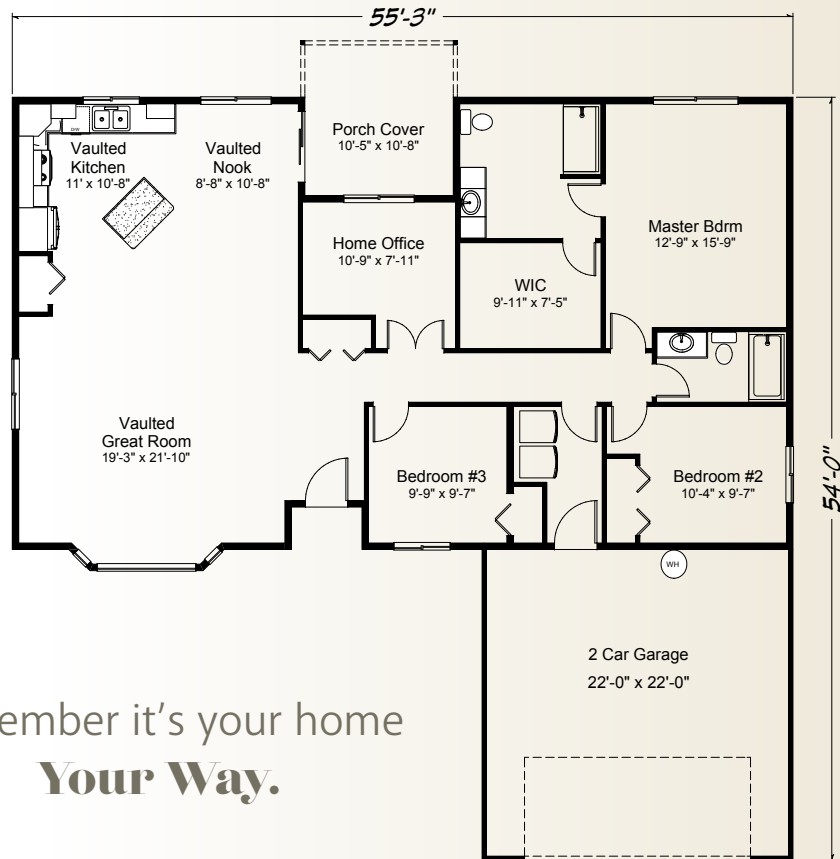 55'-3"
Porch Cover
10'-5" x 10'-8"
Vaulted
Kitchen
11' x 10'-8"
Vaulted
Nook
8'-8" x 10'-8"
DW
Home Office
10'-9" x 7'-11"
Master Bdrm
12'-9" x 15'-9"
WIC
9'-11" x 7'-5"
Vaulted
Great Room
19'-3" x 21'-10"
Bedroom #3
9'-9" x 9'-7"
Bedroom #2
10'-4" x 9'-7"
54'-0"
WH
2 Car Garage
22'-0" x 22'-0"
ember it’s your home
Your Way.